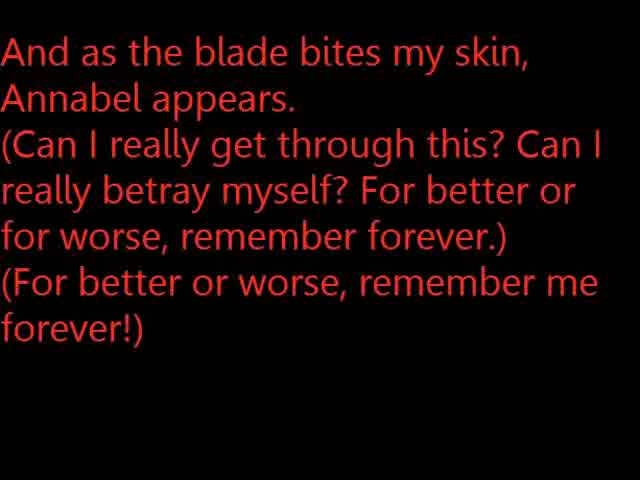 And as the blade bites my skin,
Annabel appears.
(Can I really get through this? Can I
really betray myself? For better or
for worse, remember forever.)
(For better or worse, remember me
forever!)